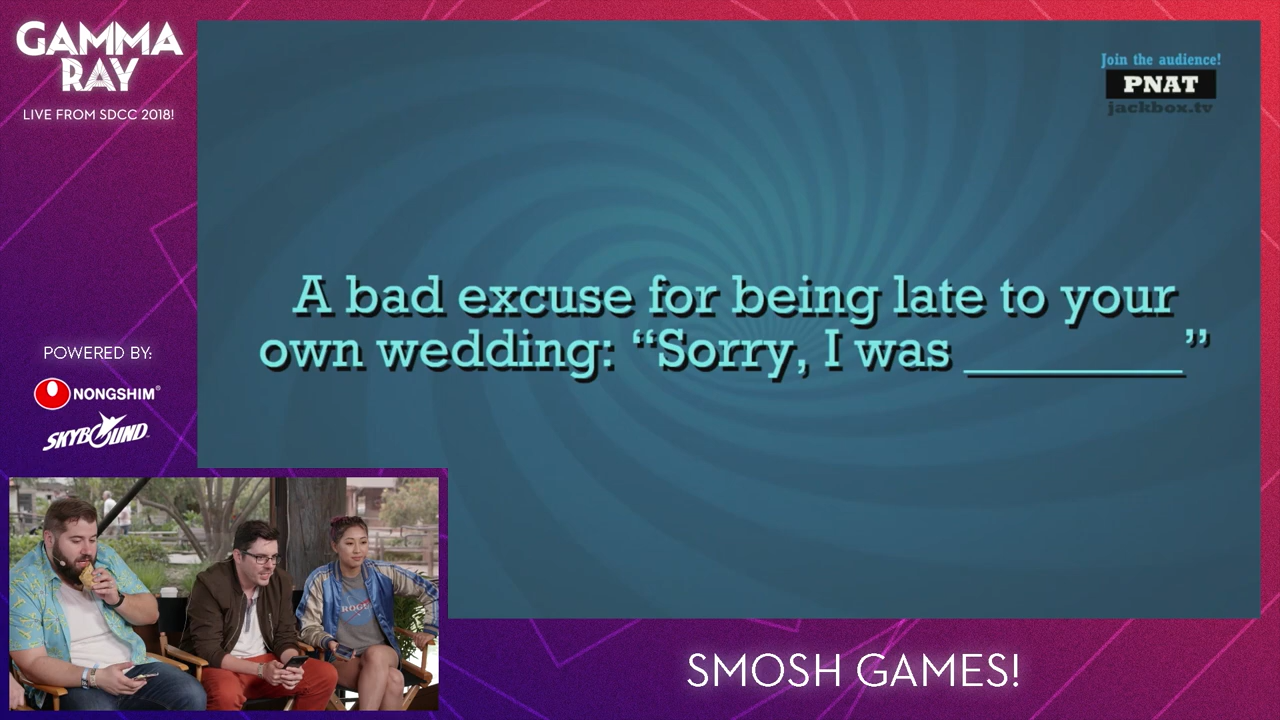 GAMMA
RAY
LIVE FROM SDCC 2018!
Join the audience!
PNAT
jackbox.tv
A bad excuse for being late to your
own wedding: “Sorry, I was ________”
POWERED BY:
NONGSHIM®
SKYBOUND
SMOSH GAMES!